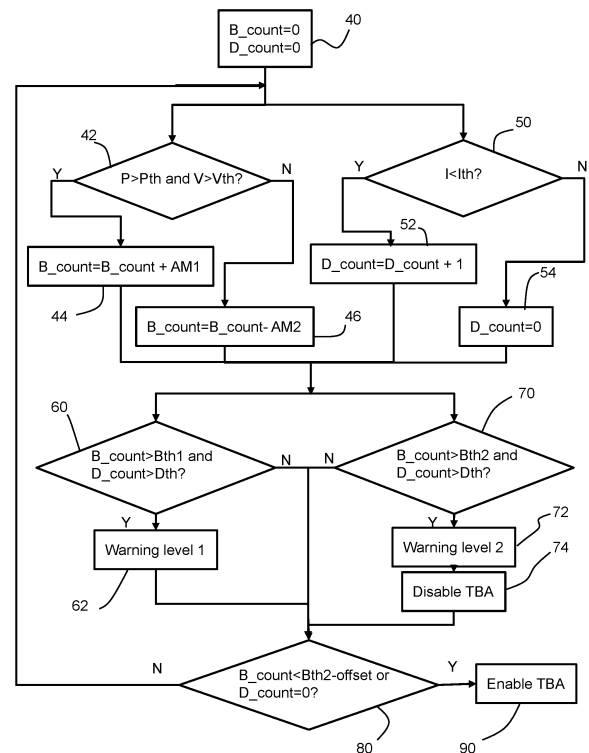 B_count=0
D_count=0
40
42
50
P>Pth and V>Vth?
Y
N
I<Ith?
Y
N
B_count=B_count + AM1
44
52
D_count=D_count + 1
54
B_count=B_count- AM2
46
D_count=0
60
70
B_count>Bth1 and
D_count>Dth?
N
N
B_count>Bth2 and
D_count>Dth?
Y
Y
72
Warning level 1
Warning level 2
74
62
Disable TBA
N
B_count<Bth2-offset or
D_count=0?
Y
Enable TBA
80
90